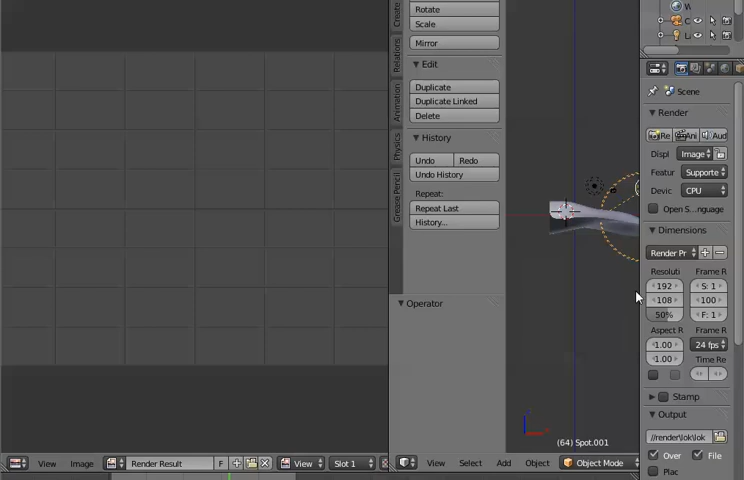 Rotate
Scale
Mirror
Edit
Duplicate
Duplicate Linked
Delete
History
Undo
Redo
Undo History
Repeat:
Repeat Last
History...
Operator
Create
Relations
Animation
Physics
Grease Pencil
(64) Spot.001
View
Image
Render Result
F
View
Slot 1
View
Select
Add
Object
Object Mode
W
C
L
Scene
Render
Re
Ani
Aud
Displ
Image
Featur
Supporte
Devic
CPU
Open S...nguage
Dimensions
Render Pr
Resoluti
Frame R
192
S: 1
108
100
50%
F: 1
Aspect R
Frame R
1.00
24 fps
1.00
Time Re
Stamp
Output
//render\lok\lok
Over
File
Plac